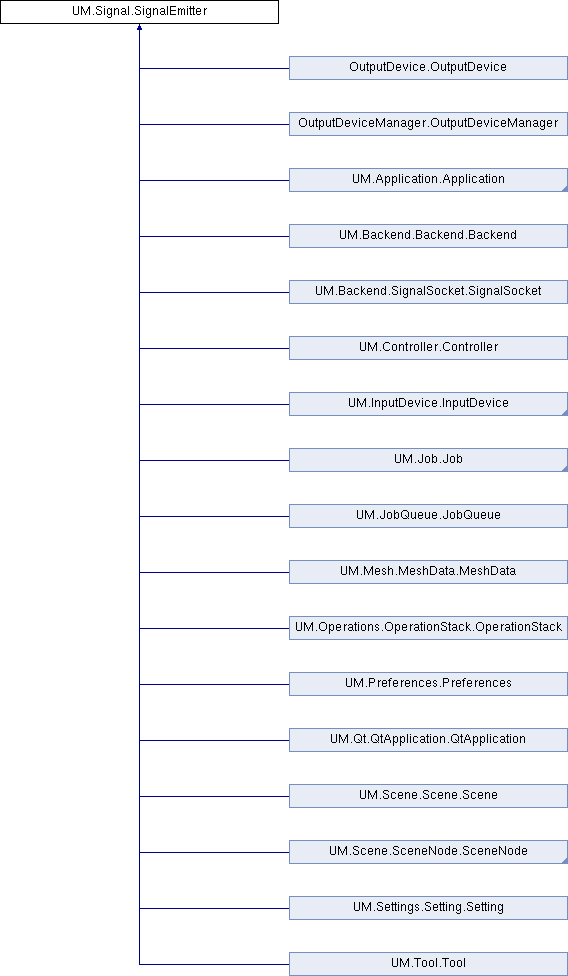 UM.Signal.SignalEmitter
OutputDevice.OutputDevice
OutputDeviceManager.OutputDeviceManager
UM.Application.Application
UM.Backend.Backend.Backend
UM.Backend.SignalSocket.SignalSocket
UM.Controller.Controller
UM.InputDevice.InputDevice
UM.Job.Job
UM.JobQueue.JobQueue
UM.Mesh.MeshData.MeshData
UM.Operations.OperationStack.OperationStack
UM.Preferences.Preferences
UM.Qt.QtApplication.QtApplication
UM.Scene.Scene.Scene
UM.Scene.SceneNode.SceneNode
UM.Settings.Setting.Setting
UM.Tool.Tool